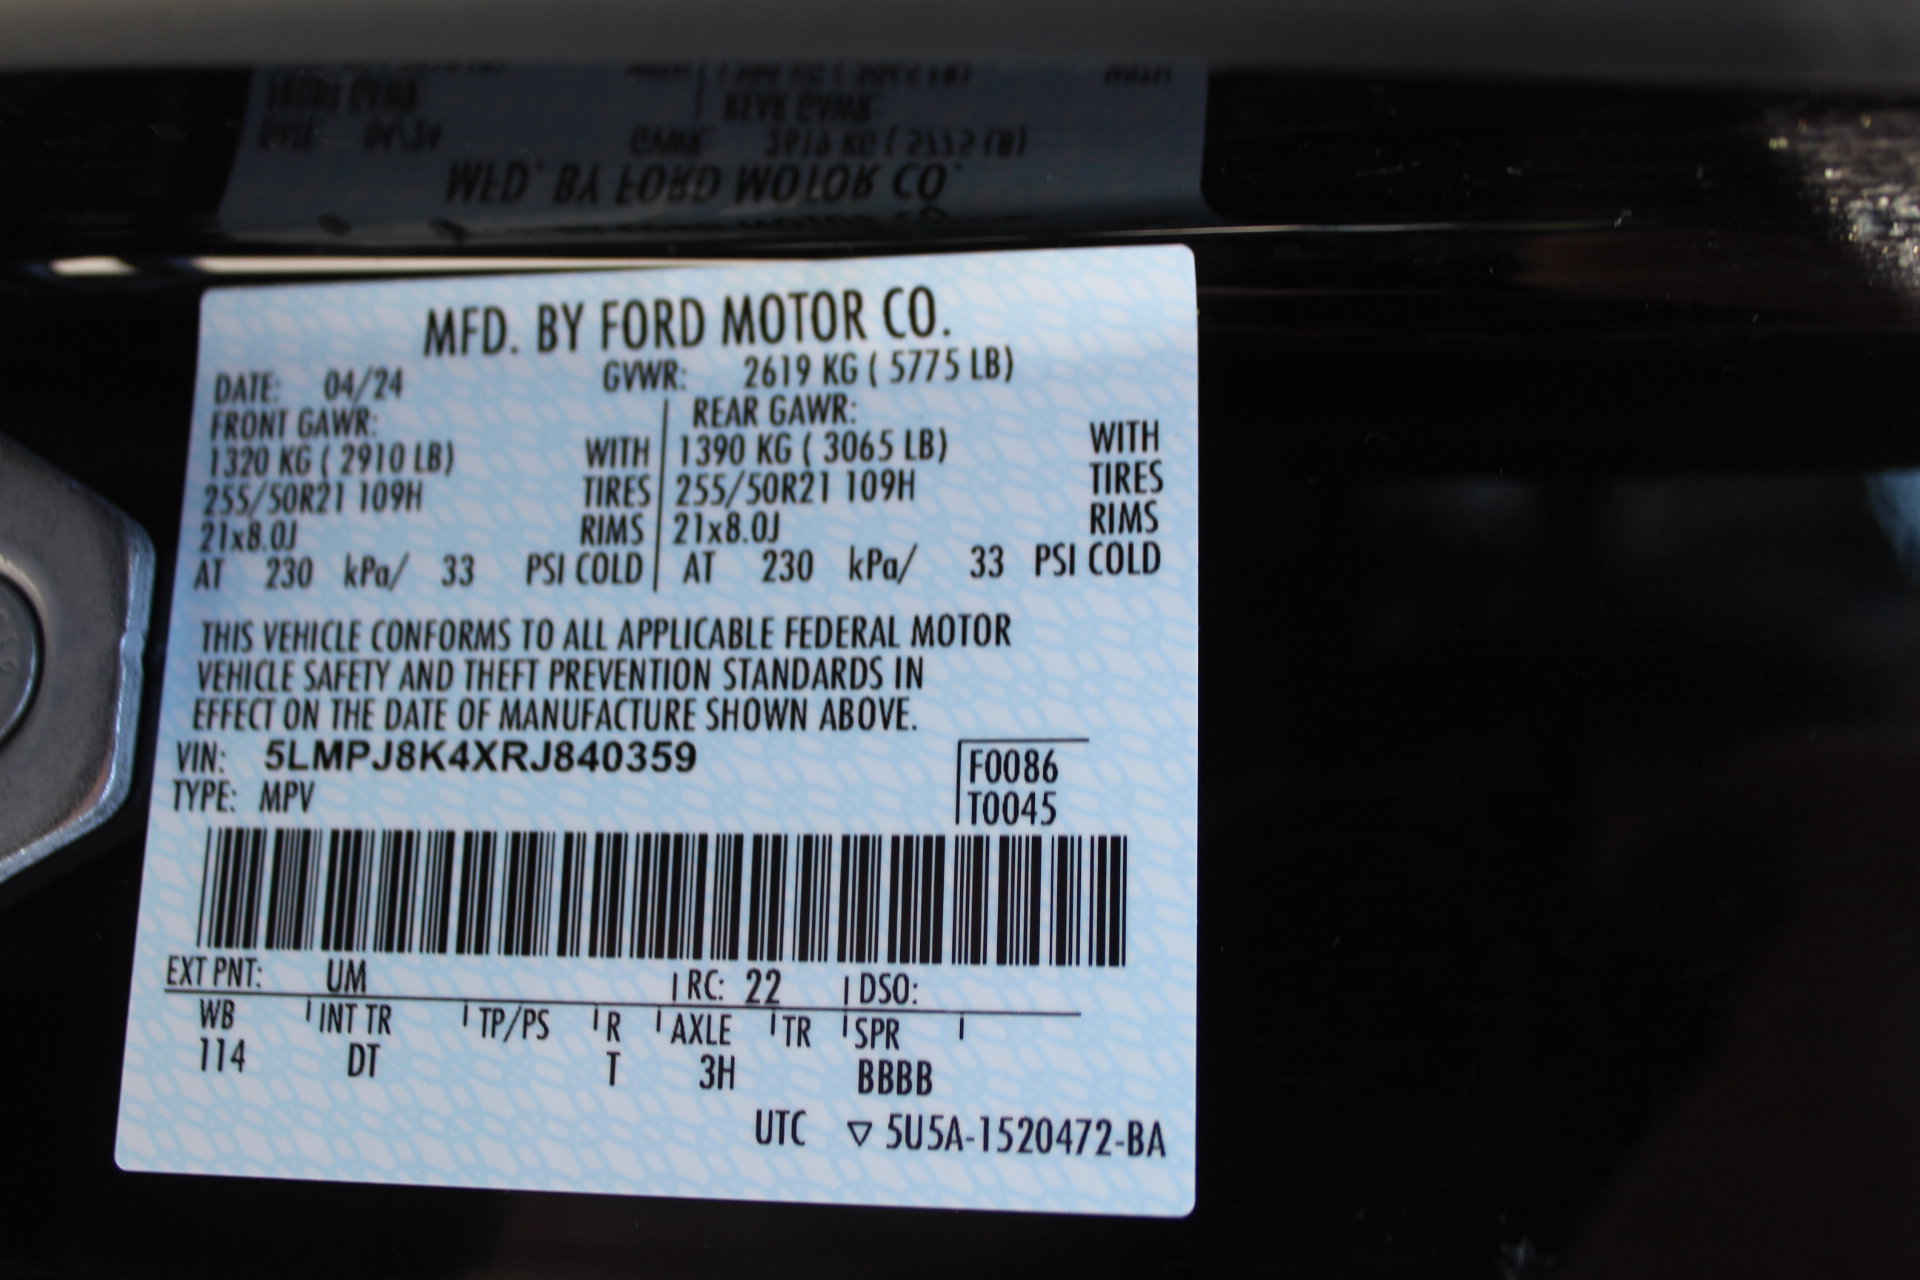 MFD. BY FORD MOTOR CO.
DATE: 04/24 GVWR: 2619 KG ( 5775 LB)
FRONT GAWR: REAR GAWR:
1320 KG ( 2910 LB) WITH 1390 KG ( 3065 LB) WITH
255/50R21 109H TIRES 255/50R21 109H TIRES
21x8.0J RIMS 21x8.0J RIMS
AT 230 kPa/ 33 PSI COLD AT 230 kPa/ 33 PSI COLD
THIS VEHICLE CONFORMS TO ALL APPLICABLE FEDERAL MOTOR
VEHICLE SAFETY AND THEFT PREVENTION STANDARDS IN
EFFECT ON THE DATE OF MANUFACTURE SHOWN ABOVE.
VIN: 5LMPJ8K4XRJ840359 F0086
TYPE: MPV T0045
EXT PNT: UM RC: 22 DSO:
WB INT TR TP/PS R AXLE TR SPR
114 DT T 3H BBBB
UTC ▽ 5U5A-1520472-BA